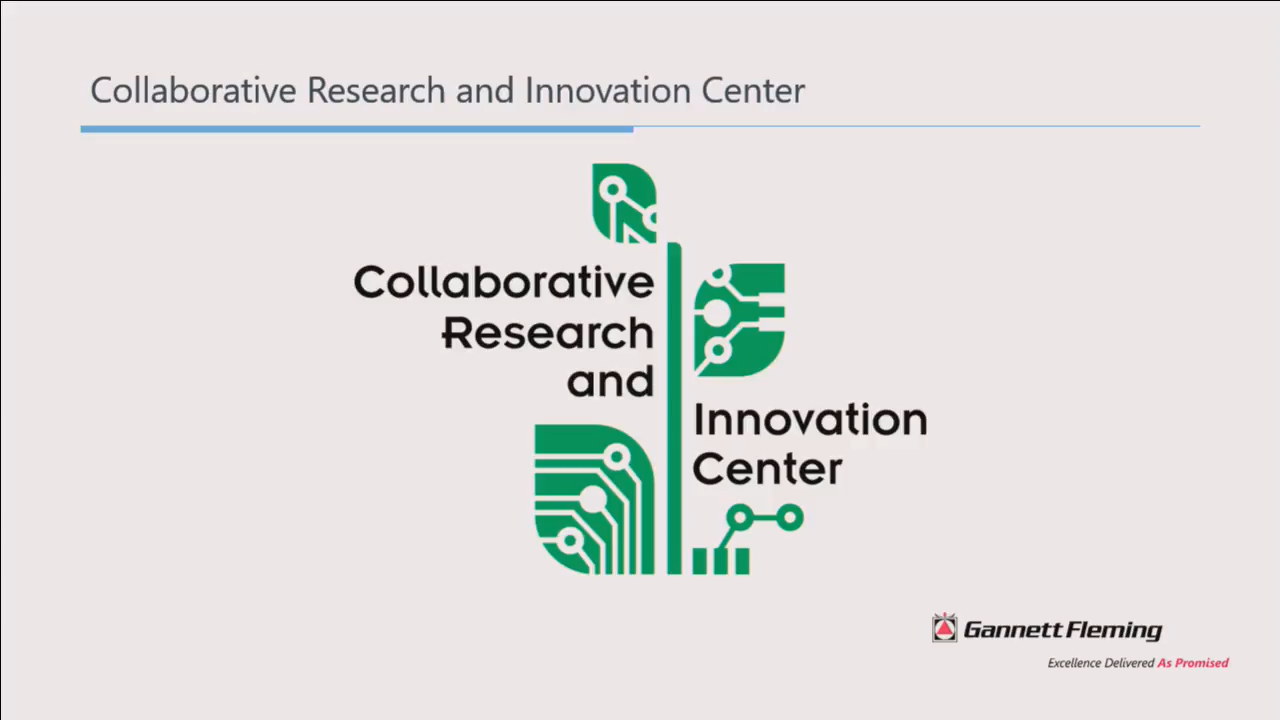 Collaborative Research and Innovation Center
Collaborative
Research
and
Innovation
Center
Gannett Fleming
Excellence Delivered As Promised